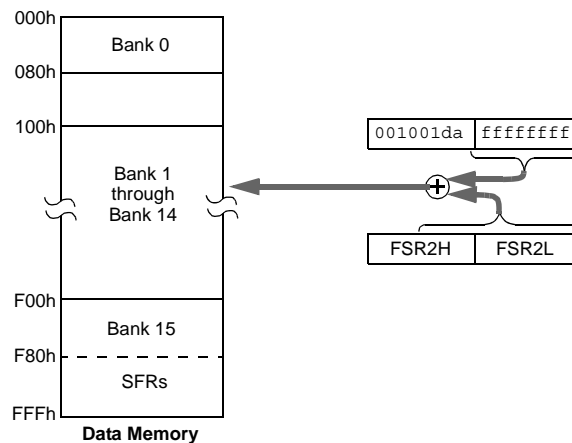 000h
Bank 0
080h
100h
001001da ffffffff
Bank 1
through
Bank 14
FSR2H FSR2L
F00h
Bank 15
F80h
SFRs
FFFh
Data Memory